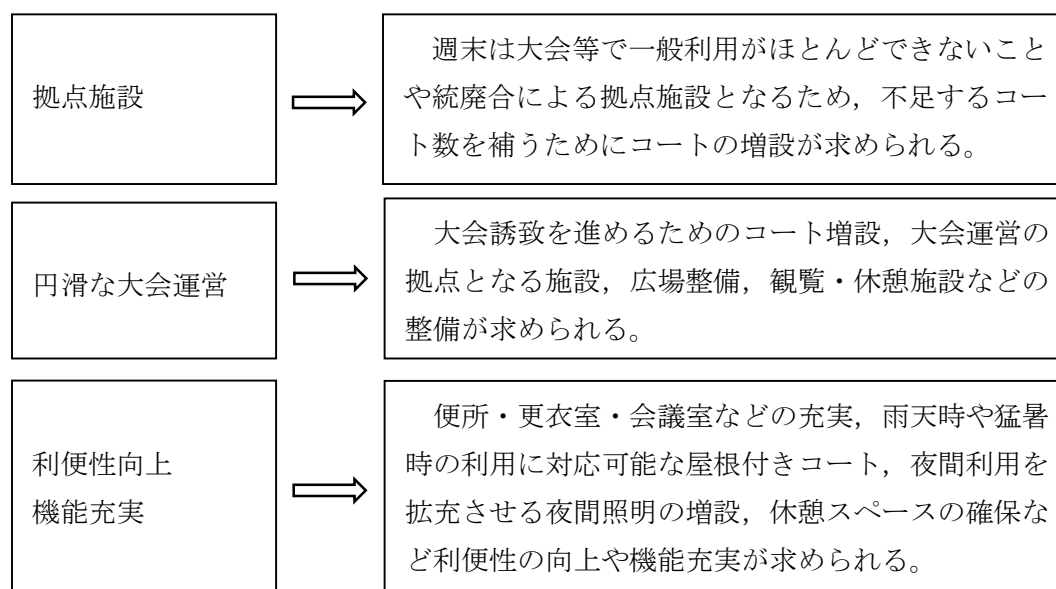 拠点施設
週末は大会等で一般利用がほとんどできないこと
や統廃合による拠点施設となるため，不足するコー
ト数を補うためにコートの増設が求められる。
円滑な大会運営
大会誘致を進めるためのコート増設，大会運営の
拠点となる施設，広場整備，観覧・休憩施設などの
整備が求められる。
利便性向上
機能充実
便所・更衣室・会議室などの充実，雨天時や猛暑
時の利用に対応可能な屋根付きコート，夜間利用を
拡充させる夜間照明の増設，休憩スペースの確保な
ど利便性の向上や機能充実が求められる。